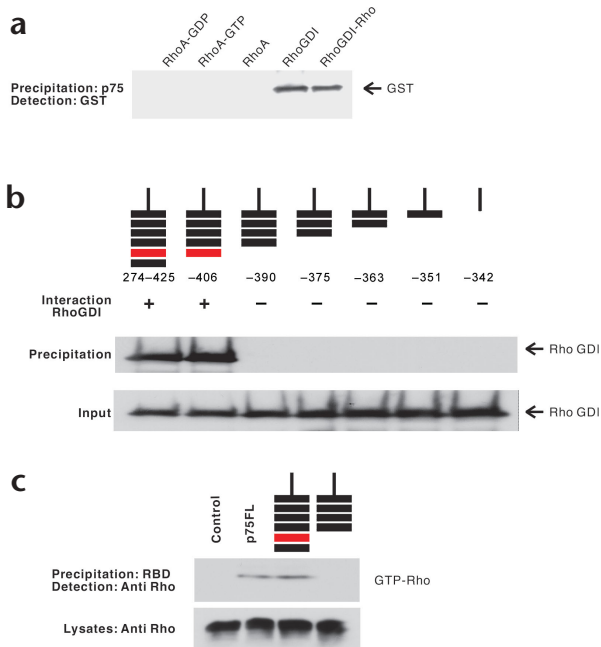 a
RhoA-GDP RhoA-GTP RhoA RhoGDI RhoGDI-Rho
Precipitation: p75
Detection: GST
GST
b
274–425 –406 –390 –375 –363 –351 –342
Interaction
RhoGDI
+ + – – – – –
Precipitation
Rho GDI
Input
Rho GDI
c
Control p75FL
Precipitation: RBD
Detection: Anti Rho
GTP-Rho
Lysates: Anti Rho